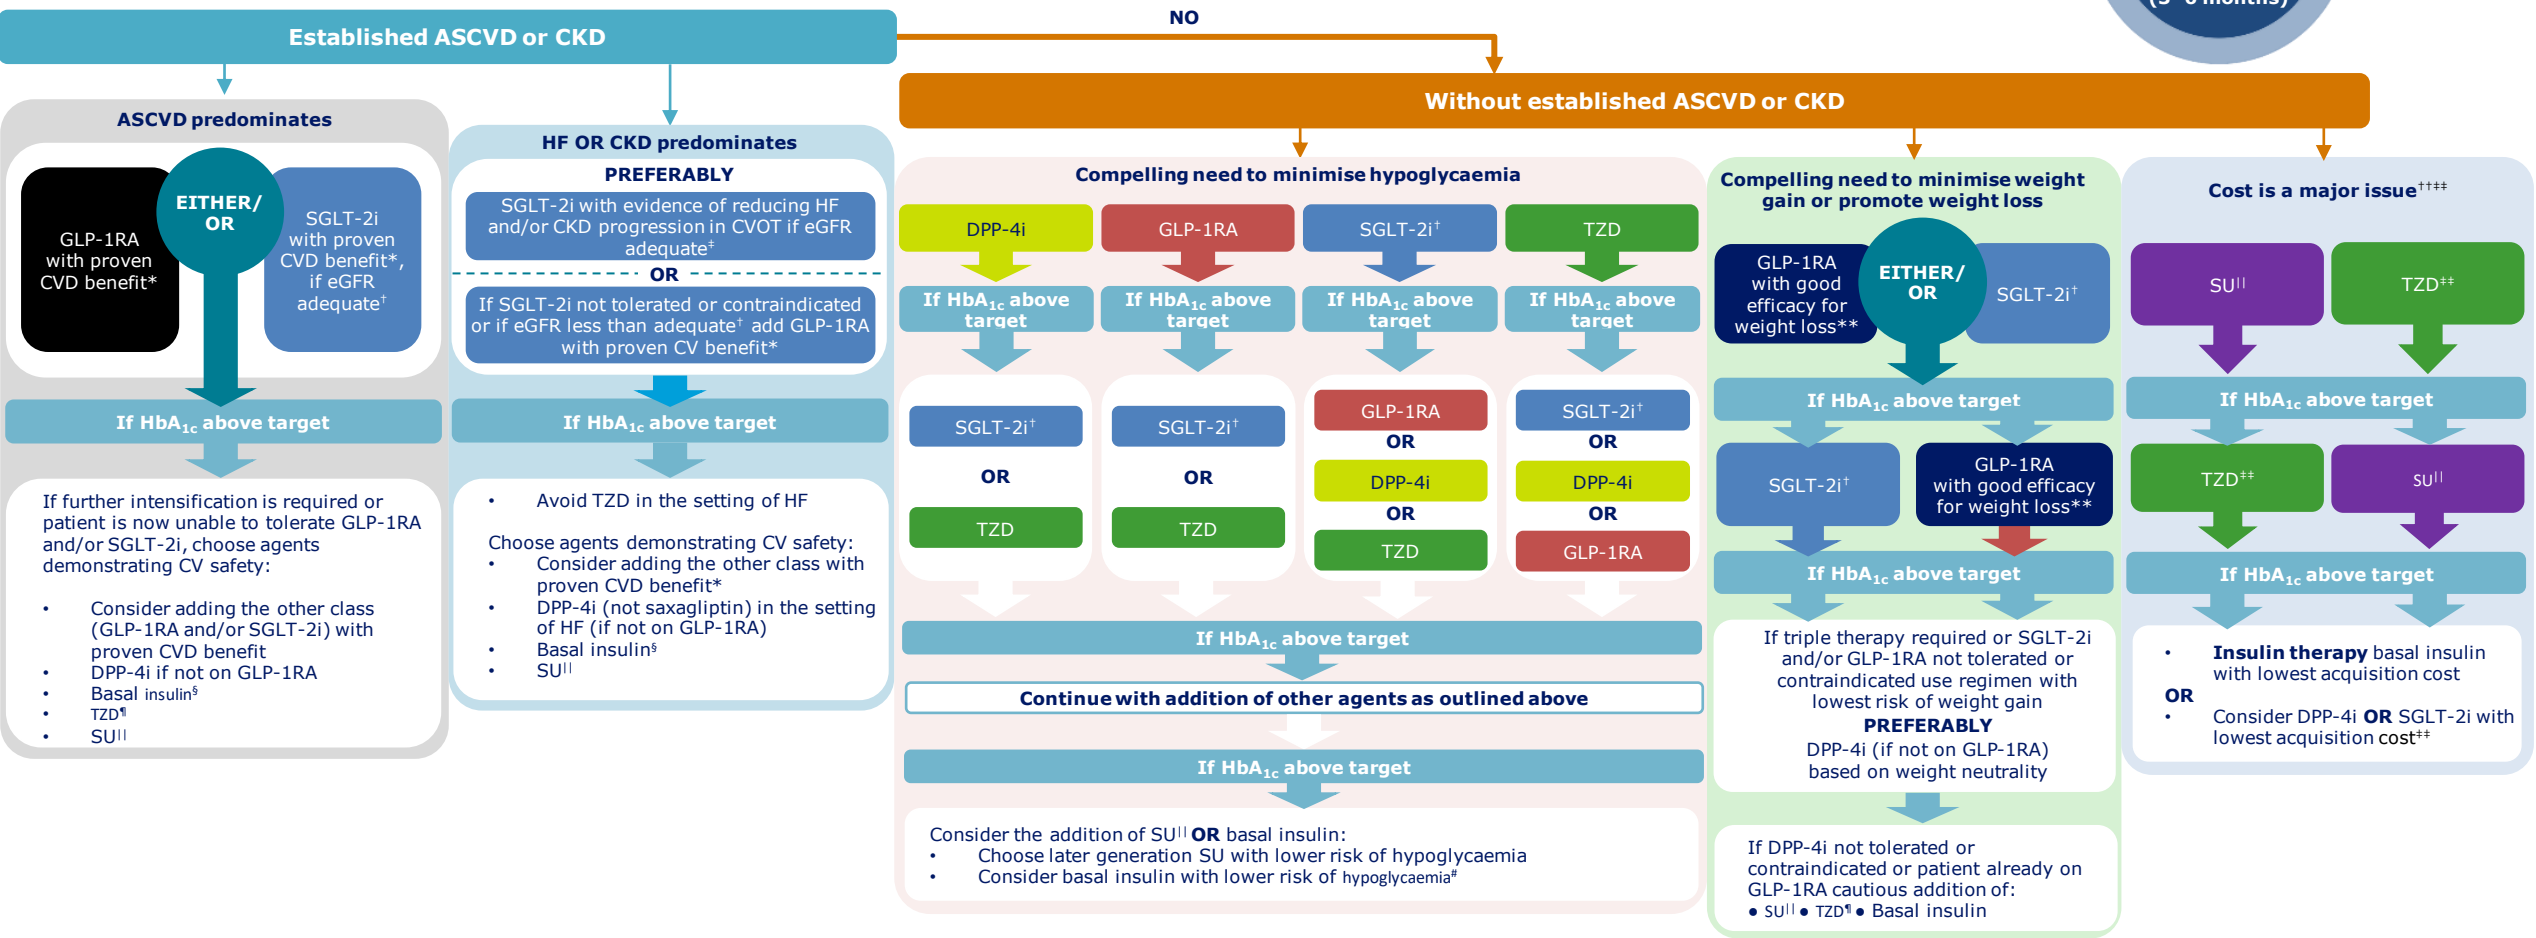 NO
Established ASCVD or CKD
Without established ASCVD or CKD
ASCVD predominates
GLP-1RA
with proven
CVD benefit*
EITHER/
OR
SGLT-2i
with proven
CVD benefit*,
if eGFR
adequate†
If HbA1c above target
If further intensification is required or
patient is now unable to tolerate GLP-1RA
and/or SGLT-2i, choose agents
demonstrating CV safety:
• Consider adding the other class
(GLP-1RA and/or SGLT-2i) with
proven CVD benefit
• DPP-4i if not on GLP-1RA
• Basal insulin§
• TZD¶
• SU||
HF OR CKD predominates
PREFERABLY
SGLT-2i with evidence of reducing HF
and/or CKD progression in CVOT if eGFR
adequate‡
OR
If SGLT-2i not tolerated or contraindicated
or if eGFR less than adequate† add GLP-1RA
with proven CV benefit*
If HbA1c above target
• Avoid TZD in the setting of HF
Choose agents demonstrating CV safety:
• Consider adding the other class with
proven CVD benefit*
• DPP-4i (not saxagliptin) in the setting
of HF (if not on GLP-1RA)
• Basal insulin§
• SU||
Compelling need to minimise hypoglycaemia
DPP-4i
GLP-1RA
SGLT-2i†
TZD
If HbA1c above
target
If HbA1c above
target
If HbA1c above
target
If HbA1c above
target
SGLT-2i†
OR
TZD
SGLT-2i†
OR
TZD
GLP-1RA
OR
DPP-4i
OR
TZD
SGLT-2i†
OR
DPP-4i
OR
GLP-1RA
If HbA1c above target
Continue with addition of other agents as outlined above
If HbA1c above target
Consider the addition of SU|| OR basal insulin:
• Choose later generation SU with lower risk of hypoglycaemia
• Consider basal insulin with lower risk of hypoglycaemia#
Compelling need to minimise weight
gain or promote weight loss
GLP-1RA
with good
efficacy for
weight loss**
EITHER/
OR
SGLT-2i†
If HbA1c above target
SGLT-2i†
GLP-1RA
with good efficacy
for weight loss**
If HbA1c above target
If triple therapy required or SGLT-2i
and/or GLP-1RA not tolerated or
contraindicated use regimen with
lowest risk of weight gain
PREFERABLY
DPP-4i (if not on GLP-1RA)
based on weight neutrality
If DPP-4i not tolerated or
contraindicated or patient already on
GLP-1RA cautious addition of:
● SU|| ● TZD¶ ● Basal insulin
Cost is a major issue††‡‡
SU||
TZD‡‡
If HbA1c above target
TZD‡‡
SU||
If HbA1c above target
• Insulin therapy basal insulin
with lowest acquisition cost
OR
• Consider DPP-4i OR SGLT-2i with
lowest acquisition cost‡‡